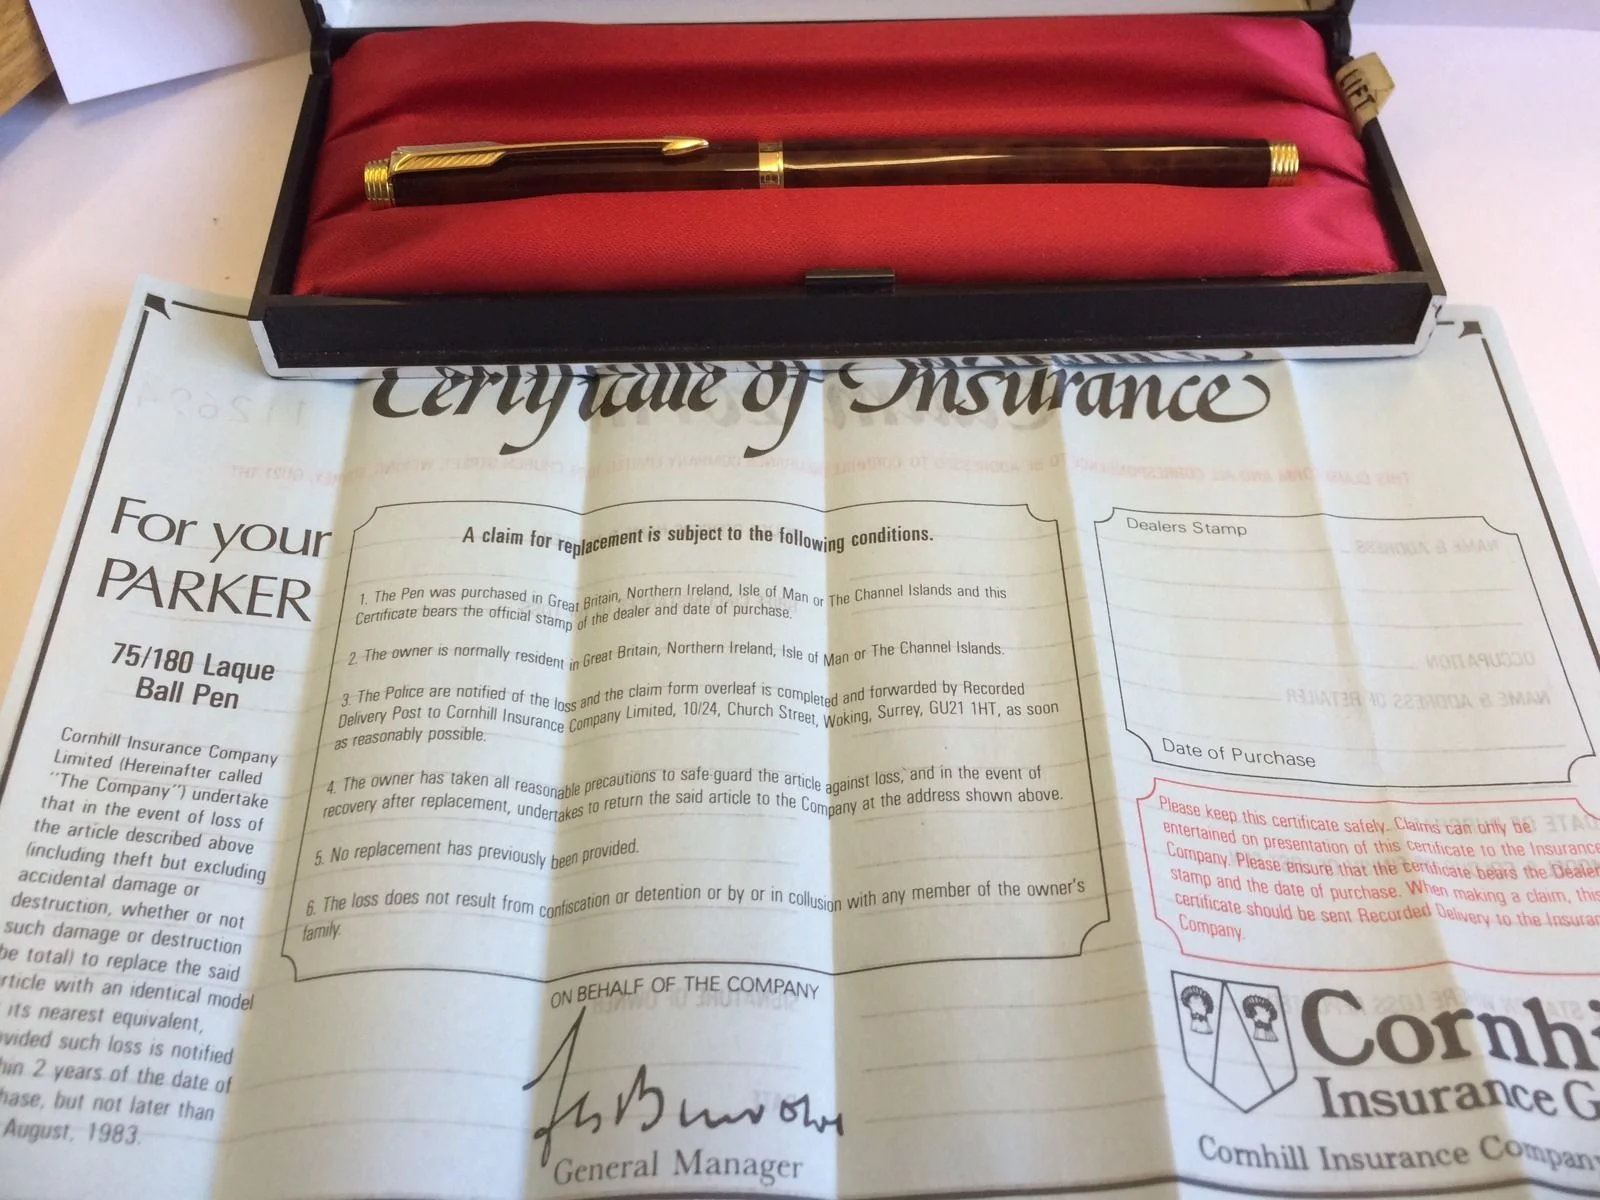 LIFT
Certificate of Insurance
For your
PARKER
75/180 Laque
Ball Pen
Cornhill Insurance Company
Limited (Hereinafter called
"The Company") undertake
that in the event of loss of
the article described above
(including theft but excluding
accidental damage or
destruction, whether or not
such damage or destruction
be total) to replace the said
article with an identical model
its nearest equivalent,
provided such loss is notified
within 2 years of the date of
purchase, but not later than
August, 1983.
A claim for replacement is subject to the following conditions.
1. The Pen was purchased in Great Britain, Northern Ireland, Isle of Man or The Channel Islands and this
Certificate bears the official stamp of the dealer and date of purchase.
2. The owner is normally resident in Great Britain, Northern Ireland, Isle of Man or The Channel Islands.
3. The Police are notified of the loss and the claim form overleaf is completed and forwarded by Recorded
Delivery Post to Cornhill Insurance Company Limited, 10/24, Church Street, Woking, Surrey, GU21 1HT, as soon
as reasonably possible.
4. The owner has taken all reasonable precautions to safe-guard the article against loss, and in the event of
recovery after replacement, undertakes to return the said article to the Company at the address shown above.
5. No replacement has previously been provided.
6. The loss does not result from confiscation or detention or by or in collusion with any member of the owner's
family.
ON BEHALF OF THE COMPANY
General Manager
Dealers Stamp
Date of Purchase
Please keep this certificate safely. Claims can only be
entertained on presentation of this certificate to the Insurance
Company. Please ensure that the certificate bears the Dealer
stamp and the date of purchase. When making a claim, this
certificate should be sent Recorded Delivery to the Insuran
Company.
Cornhi
Insurance G
Cornhill Insurance Company